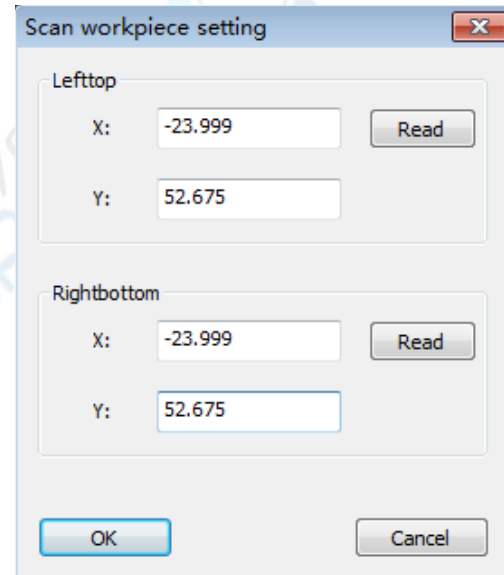 Scan workpiece setting
Lefttop
X: -23.999 Read
Y: 52.675
Rightbottom
X: -23.999 Read
Y: 52.675
OK Cancel